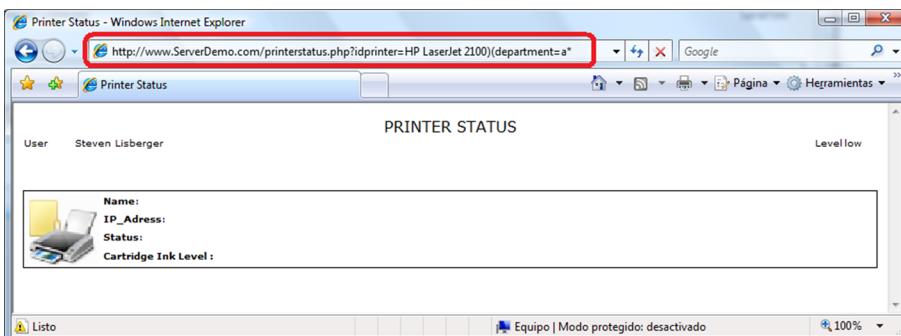 Printer Status - Windows Internet Explorer
http://www.ServerDemo.com/printerstatus.php?idprinter=HP LaserJet 2100)(department=a*
Google
Printer Status
Página
Herramientas
PRINTER STATUS
User Steven Lisberger
Level low
Name:
IP_Adress:
Status:
Cartridge Ink Level :
Listo
Equipo | Modo protegido: desactivado
100%